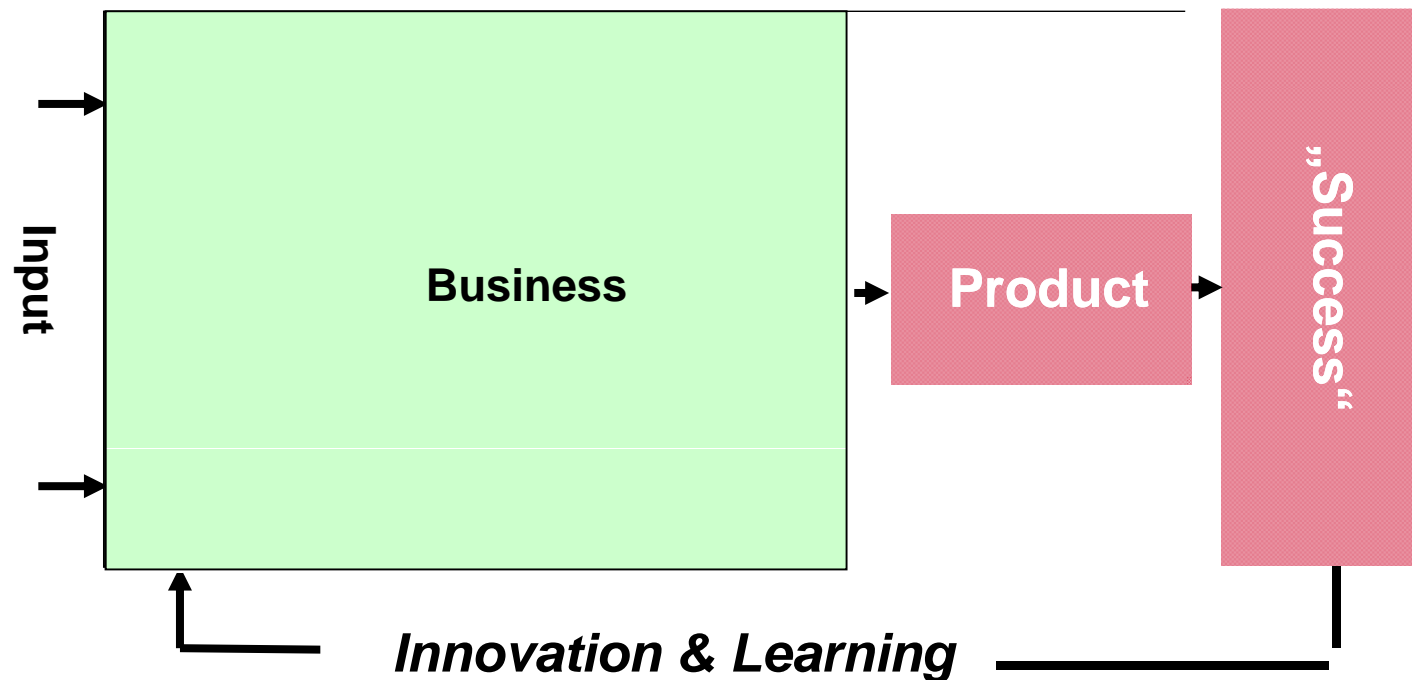 Input
Business
Product
„Success“
Innovation & Learning